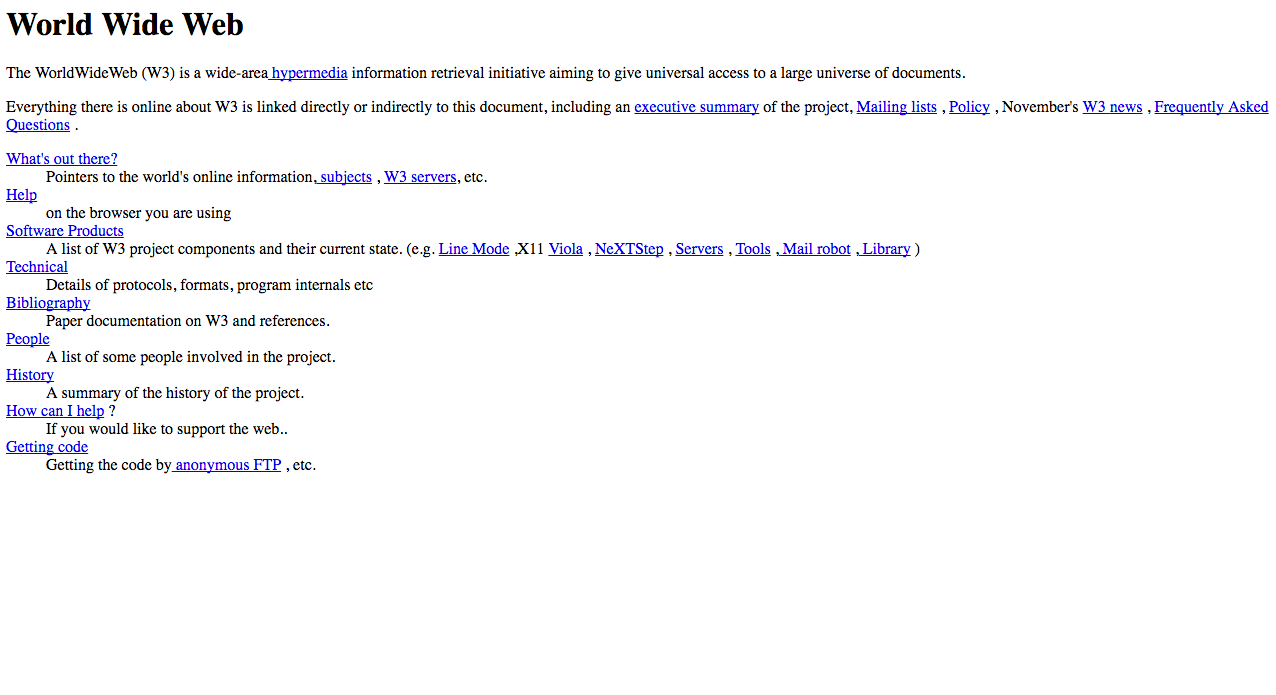 World Wide Web
The WorldWideWeb (W3) is a wide-area hypermedia information retrieval initiative aiming to give universal access to a large universe of documents.
Everything there is online about W3 is linked directly or indirectly to this document, including an executive summary of the project, Mailing lists , Policy , November's W3 news , Frequently Asked
Questions .
What's out there?
Pointers to the world's online information, subjects , W3 servers, etc.
Help
on the browser you are using
Software Products
A list of W3 project components and their current state. (e.g. Line Mode ,X11 Viola , NeXTStep , Servers , Tools , Mail robot , Library )
Technical
Details of protocols, formats, program internals etc
Bibliography
Paper documentation on W3 and references.
People
A list of some people involved in the project.
History
A summary of the history of the project.
How can I help ?
If you would like to support the web..
Getting code
Getting the code by anonymous FTP , etc.